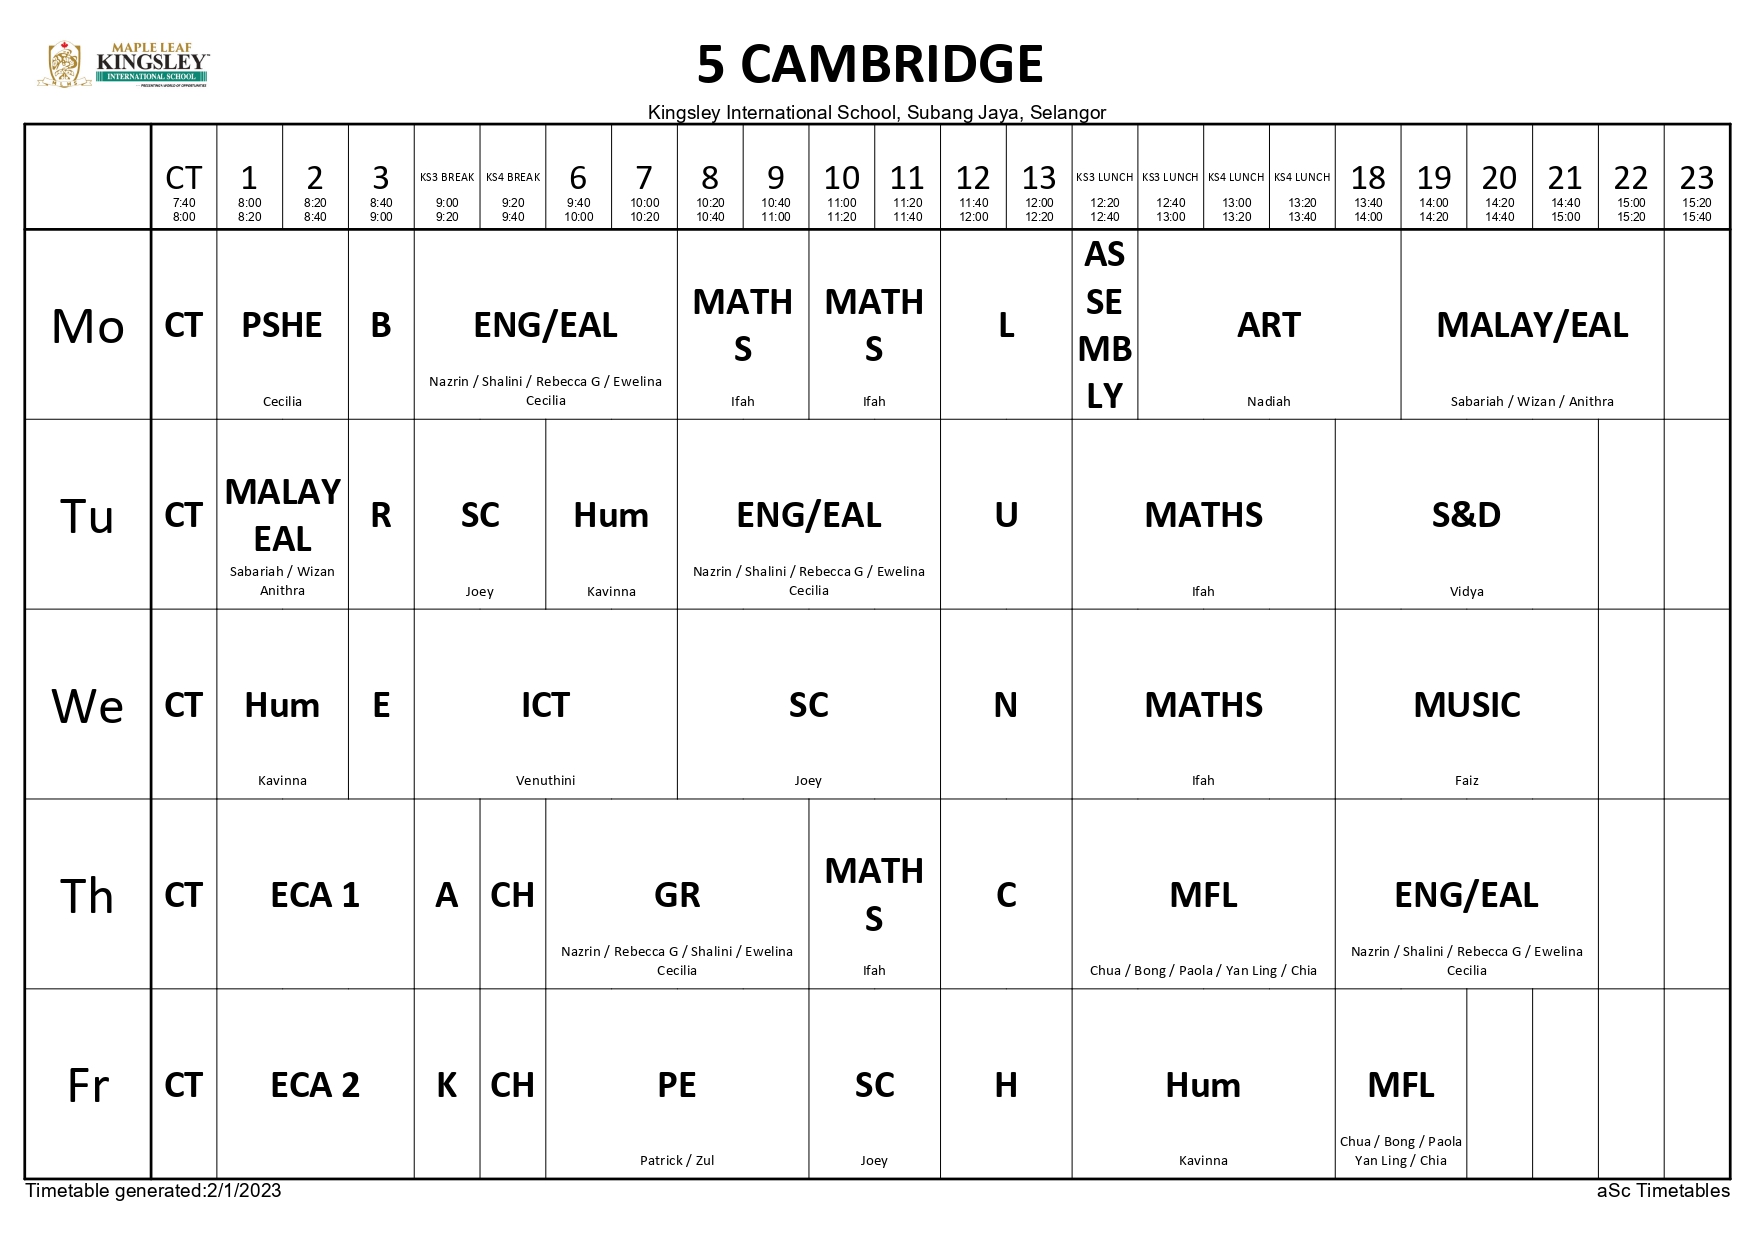 MAPLE LEAF
KINGSLEY
INTERNATIONAL SCHOOL
5 CAMBRIDGE
Kingsley International School, Subang Jaya, Selangor
CT 1 2 3 KS3 BREAK KS4 BREAK 6 7 8 9 10 11 12 13 KS3 LUNCH KS3 LUNCH KS4 LUNCH KS4 LUNCH 18 19 20 21 22 23
7:40 8:00 8:20 8:40 9:00 9:20 9:40 10:00 10:20 10:40 11:00 11:20 11:40 12:00 12:20 12:40 13:00 13:20 13:40 14:00 14:20 14:40 15:00 15:20
8:00 8:20 8:40 9:00 9:20 9:40 10:00 10:20 10:40 11:00 11:20 11:40 12:00 12:20 12:40 13:00 13:20 13:40 14:00 14:20 14:40 15:00 15:20 15:40
Mo
CT
PSHE
Cecilia
B
ENG/EAL
Nazrin / Shalini / Rebecca G / Ewelina
Cecilia
MATH
S
Ifah
MATH
S
Ifah
L
AS
SE
MB
LY
ART
Nadiah
MALAY/EAL
Sabariah / Wizan / Anithra
Tu
CT
MALAY
EAL
Sabariah / Wizan
Anithra
R
SC
Joey
Hum
Kavinna
ENG/EAL
Nazrin / Shalini / Rebecca G / Ewelina
Cecilia
U
MATHS
Ifah
S&D
Vidya
We
CT
Hum
Kavinna
E
ICT
Venuthini
SC
Joey
N
MATHS
Ifah
MUSIC
Faiz
Th
CT
ECA 1
A
CH
GR
Nazrin / Rebecca G / Shalini / Ewelina
Cecilia
MATH
S
Ifah
C
MFL
Chua / Bong / Paola / Yan Ling / Chia
ENG/EAL
Nazrin / Shalini / Rebecca G / Ewelina
Cecilia
Fr
CT
ECA 2
K
CH
PE
Patrick / Zul
SC
Joey
H
Hum
Kavinna
MFL
Chua / Bong / Paola
Yan Ling / Chia
Timetable generated:2/1/2023
aSc Timetables